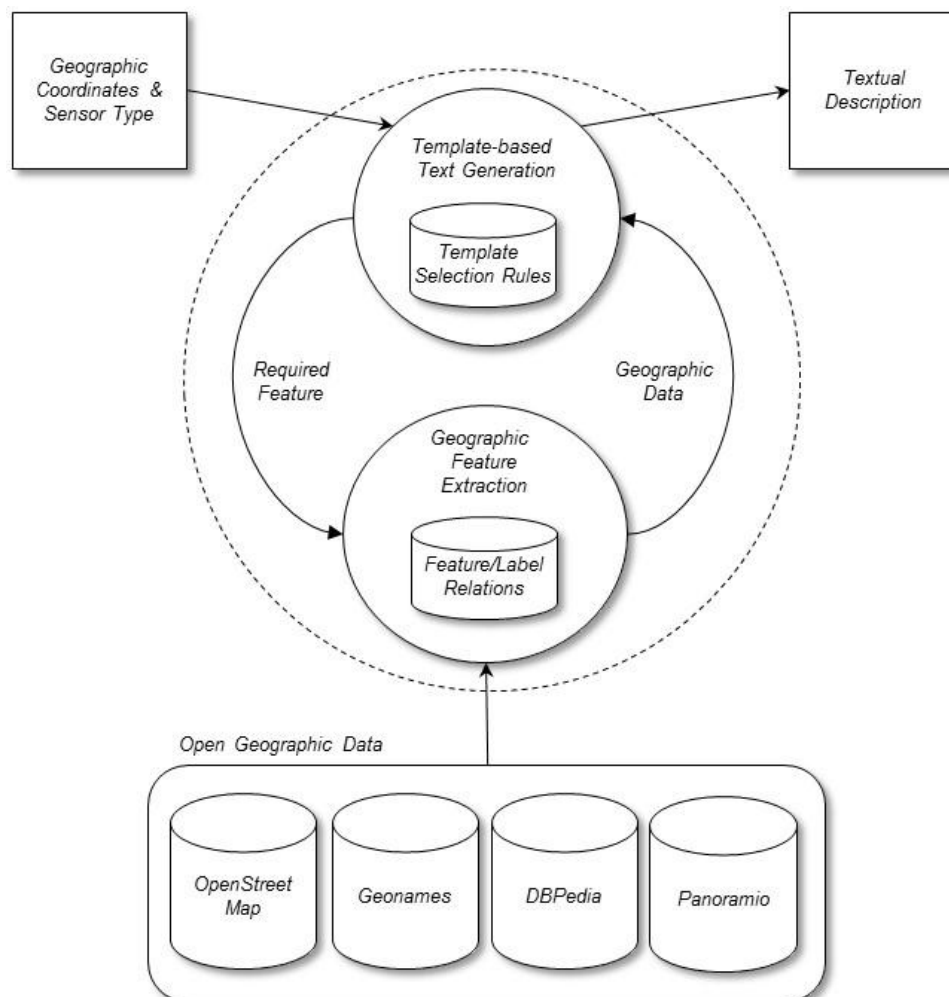 Geographic
Coordinates &
Sensor Type
Textual
Description
Template-based
Text Generation
Template
Selection Rules
Required
Feature
Geographic
Data
Geographic
Feature
Extraction
Feature/Label
Relations
Open Geographic Data
OpenStreet
Map
Geonames
DBPedia
Panoramio